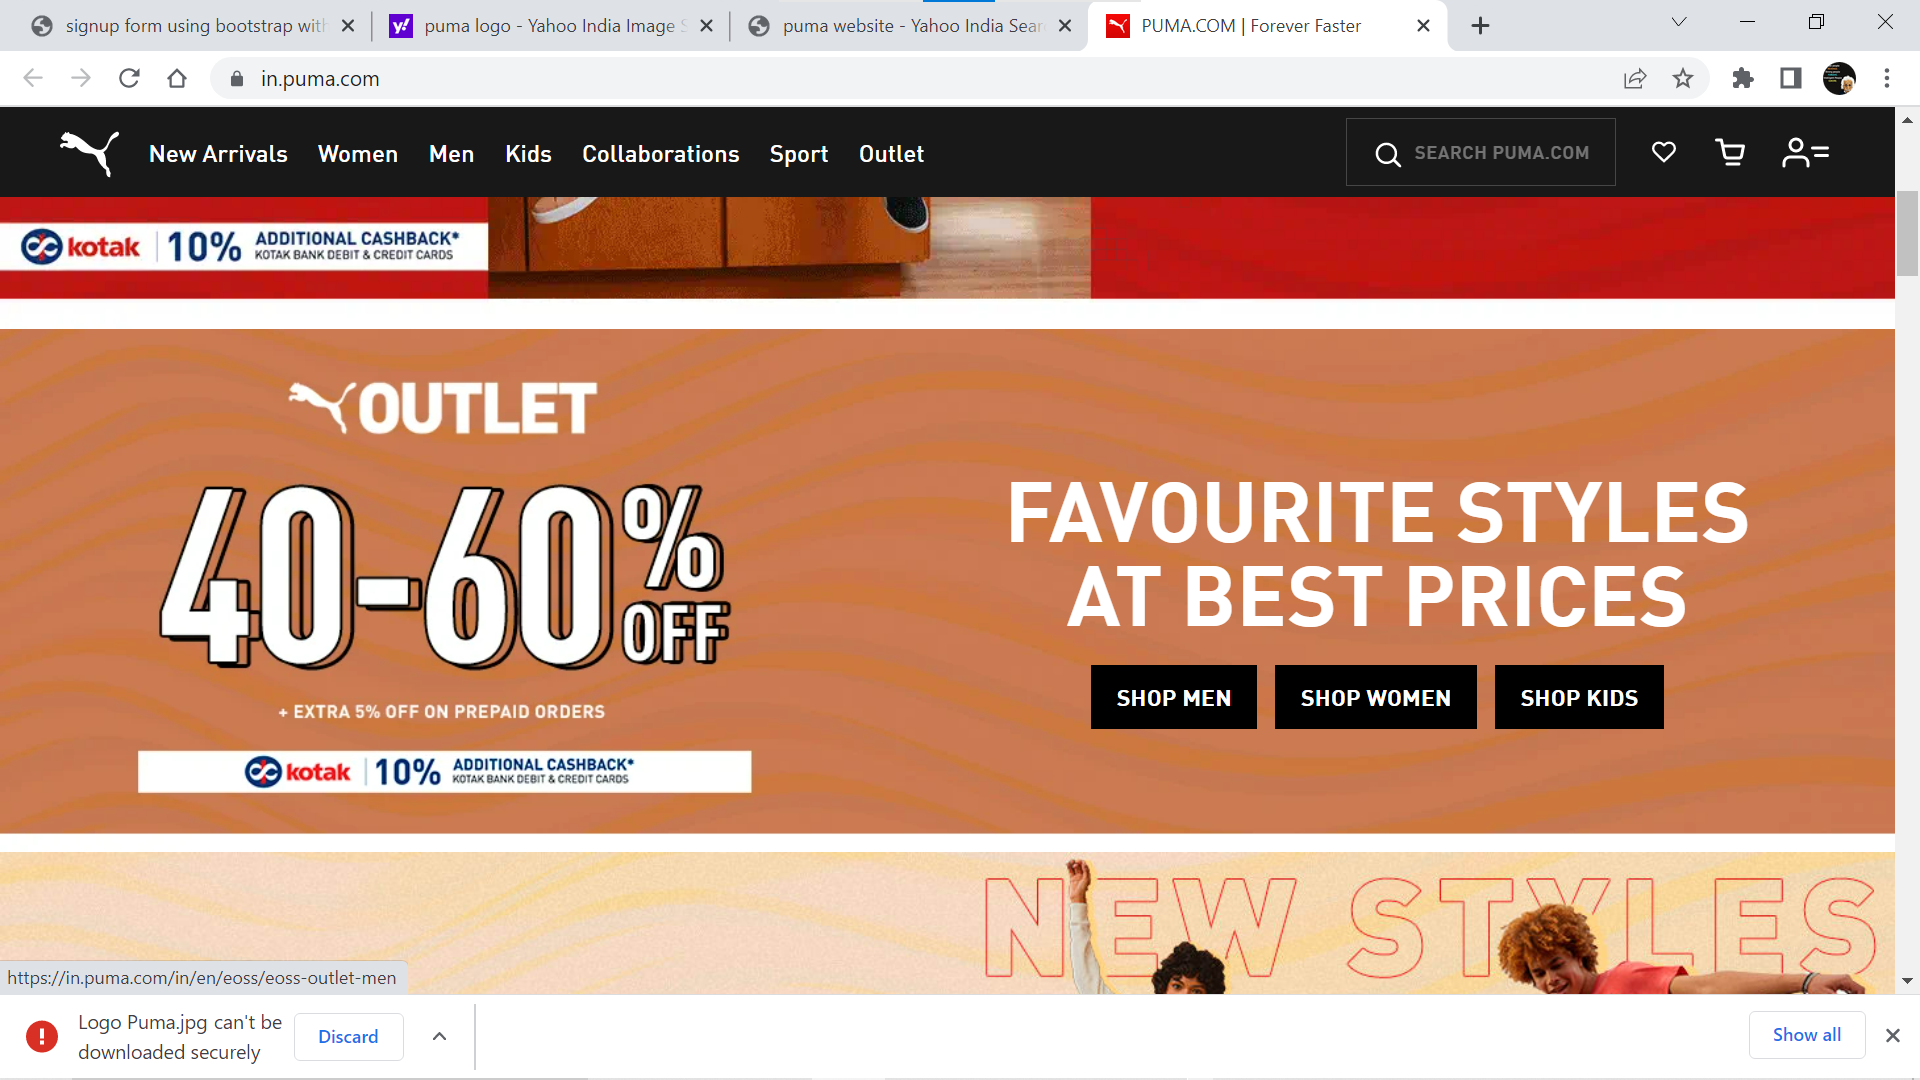 signup form using bootstrap with
puma logo - Yahoo India Image S
puma website - Yahoo India Sear
PUMA.COM | Forever Faster
in.puma.com
New Arrivals Women Men Kids Collaborations Sport Outlet
SEARCH PUMA.COM
kotak 10% ADDITIONAL CASHBACK*
KOTAK BANK DEBIT & CREDIT CARDS
OUTLET
40-60% OFF
+ EXTRA 5% OFF ON PREPAID ORDERS
kotak 10% ADDITIONAL CASHBACK*
KOTAK BANK DEBIT & CREDIT CARDS
FAVOURITE STYLES
AT BEST PRICES
SHOP MEN SHOP WOMEN SHOP KIDS
NEW STYLES
https://in.puma.com/in/en/eoss/eoss-outlet-men
Logo Puma.jpg can't be
downloaded securely
Discard
Show all